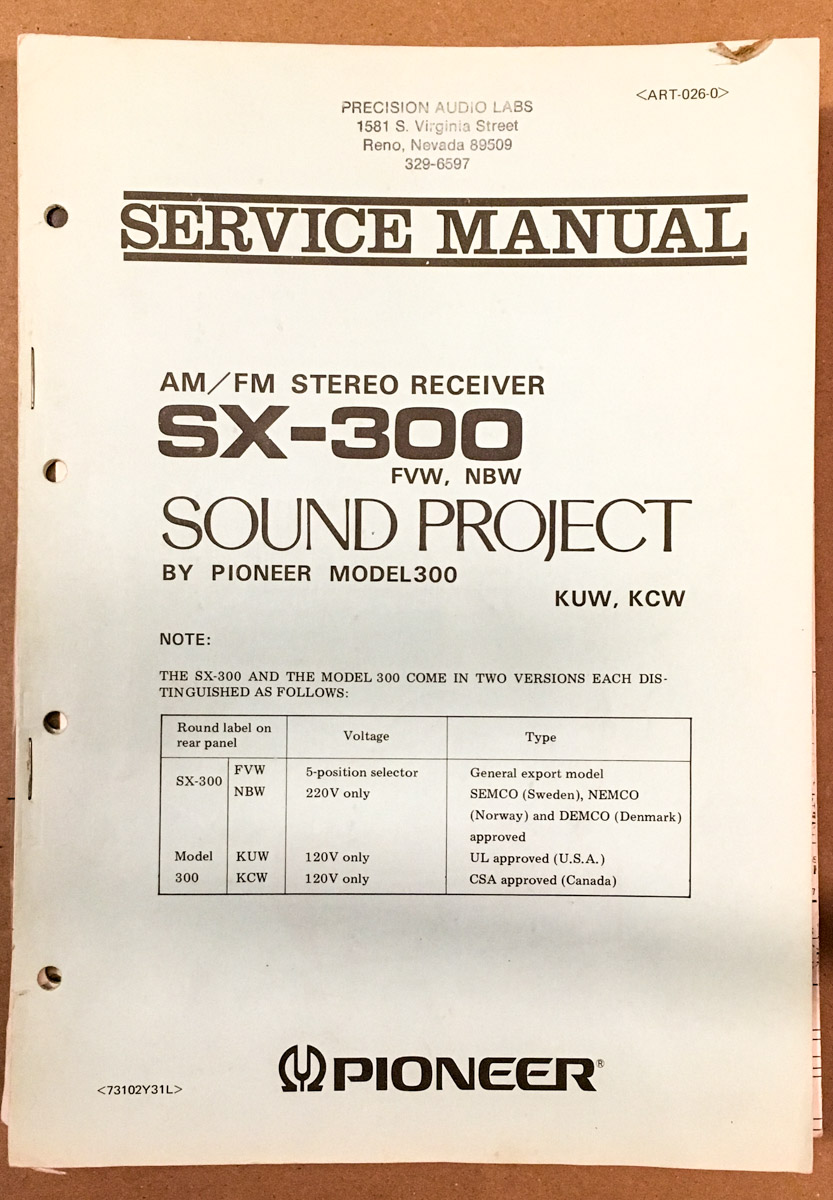 <ART-026-0>
PRECISION AUDIO LABS
1581 S. Virginia Street
Reno, Nevada 89509
329-6597
SERVICE MANUAL
AM/FM STEREO RECEIVER
SX-300
FVW, NBW
SOUND PROJECT
BY PIONEER MODEL300
KUW, KCW
NOTE:
THE SX-300 AND THE MODEL 300 COME IN TWO VERSIONS EACH DIS-
TINGUISHED AS FOLLOWS:
Round label on rear panel Voltage Type
SX-300 FVW 5-position selector General export model
NBW 220V only SEMCO (Sweden), NEMCO
(Norway) and DEMCO (Denmark)
approved
Model KUW 120V only UL approved (U.S.A.)
300 KCW 120V only CSA approved (Canada)
PIONEER®
<73102Y31L>